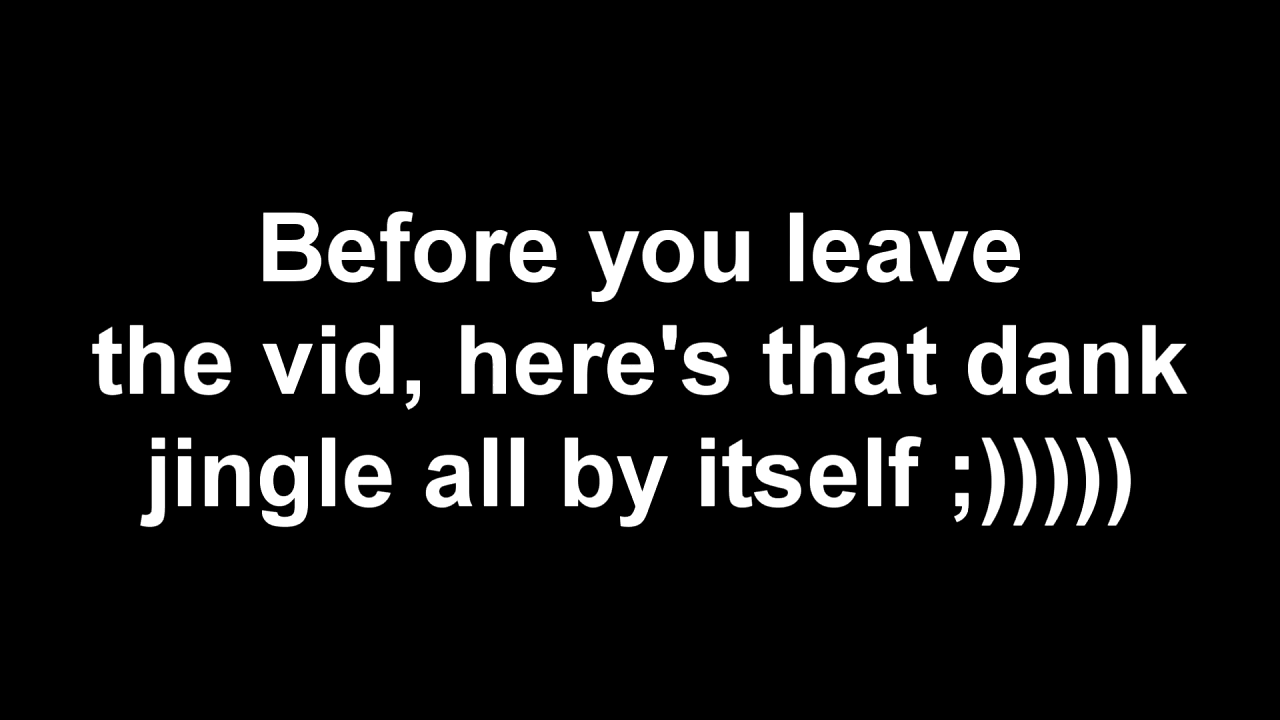 Before you leave
the vid, here's that dank
jingle all by itself ;)))))